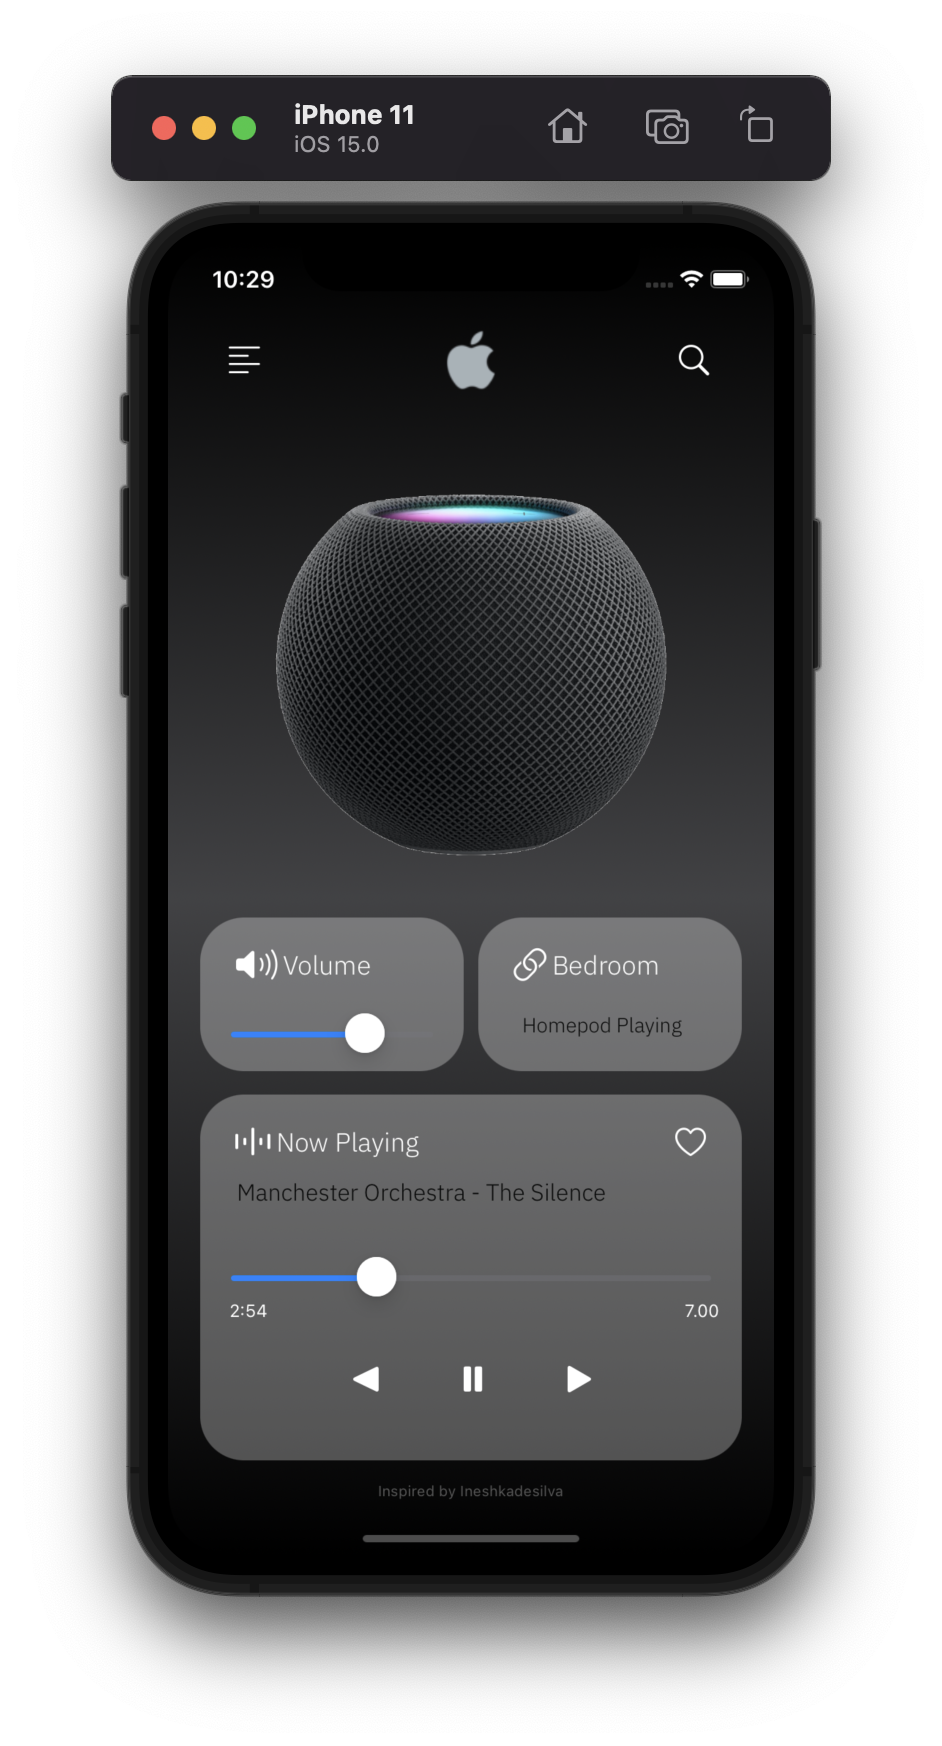 iPhone 11
iOS 15.0
10:29
Volume
Bedroom
Homepod Playing
Now Playing
Manchester Orchestra - The Silence
2:54
7.00
Inspired by Ineshkadesilva